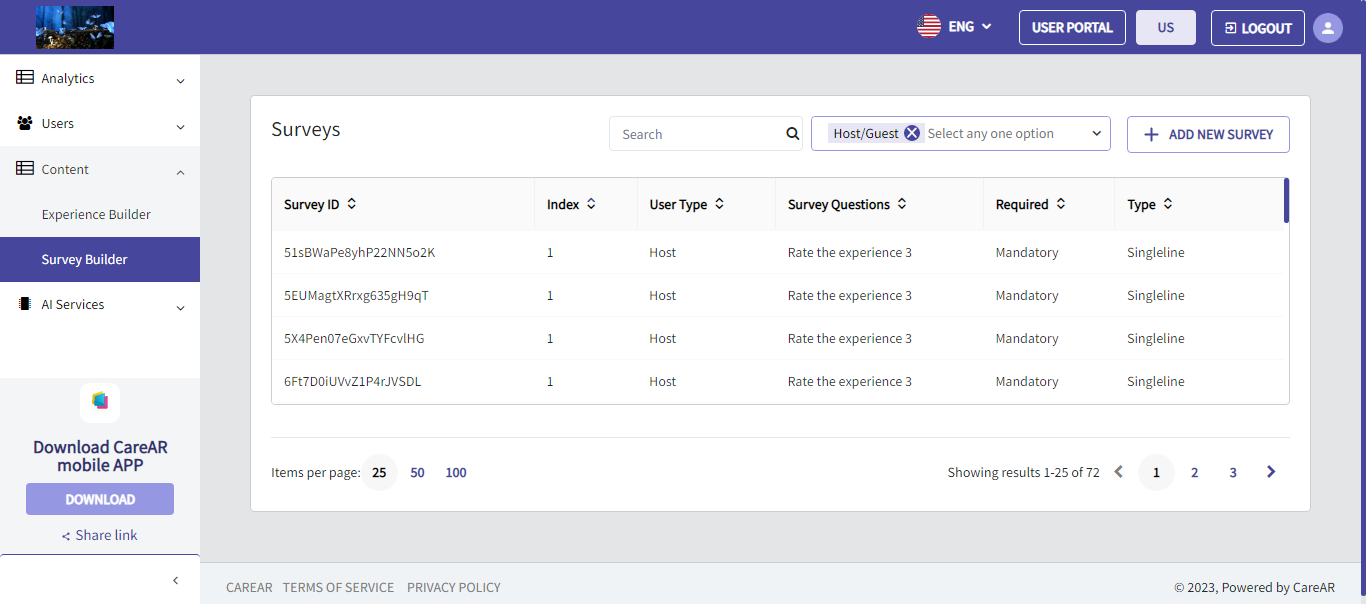 ENG
USER PORTAL
US
LOGOUT
Analytics
Users
Content
Experience Builder
Survey Builder
AI Services
Download CareAR
mobile APP
DOWNLOAD
Share link
Surveys
Search
Host/Guest Select any one option
ADD NEW SURVEY
Survey ID Index User Type Survey Questions Required Type
51sBWaPe8yhP22NN5o2K 1 Host Rate the experience 3 Mandatory Singleline
5EUMagtXRrxg635gH9qT 1 Host Rate the experience 3 Mandatory Singleline
5X4Pen07eGxvTYFcvlHG 1 Host Rate the experience 3 Mandatory Singleline
6Ft7D0iUVvZ1P4rJVSDL 1 Host Rate the experience 3 Mandatory Singleline
Items per page: 25 50 100
Showing results 1-25 of 72 1 2 3
CAREAR TERMS OF SERVICE PRIVACY POLICY
© 2023, Powered by CareAR